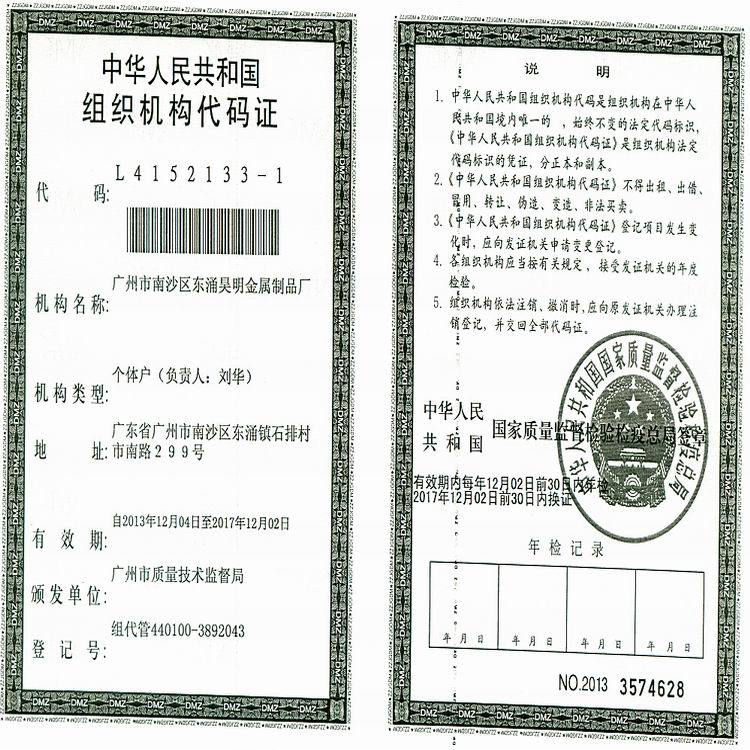 中华人民共和国
组织机构代码证
代 码: L4152133-1
机构名称: 广州市南沙区东涌昊明金属制品厂
机构类型: 个体户（负责人：刘华）
地 址: 广东省广州市南沙区东涌镇石排村
市南路２９９号
有 效 期: 自2013年12月04日至2017年12月02日
颁发单位: 广州市质量技术监督局
登 记 号: 组代管440100-3892043
说 明
1. 中华人民共和国组织机构代码是组织机构在中华人
民共和国境内唯一的 ，始终不变的法定代码标识，
《中华人民共和国组织机构代码证》是组织机构法定
代码标识的凭证，分正本和副本。
2.《中华人民共和国组织机构代码证》不得出租、出借、
冒用、转让、伪造、变造、非法买卖。
3.《中华人民共和国组织机构代码证》登记项目发生变
化时，应向发证机关申请变更登记。
4. 各组织机构应当按有关规定，接受发证机关的年度
检验。
5. 组织机构依法注销、撤消时，应向原发证机关办理注
销登记，并交回全部代码证。
中华人民
共 和 国 国家质量监督检验检疫总局签章
中华人民共和国国家质量监督检验检疫总局
有效期内每年12月02日前30日内年检
2017年12月02日前30日内换证
年 检 记 录
年 月 日 年 月 日 年 月 日 年 月 日
NO.2013 3574628